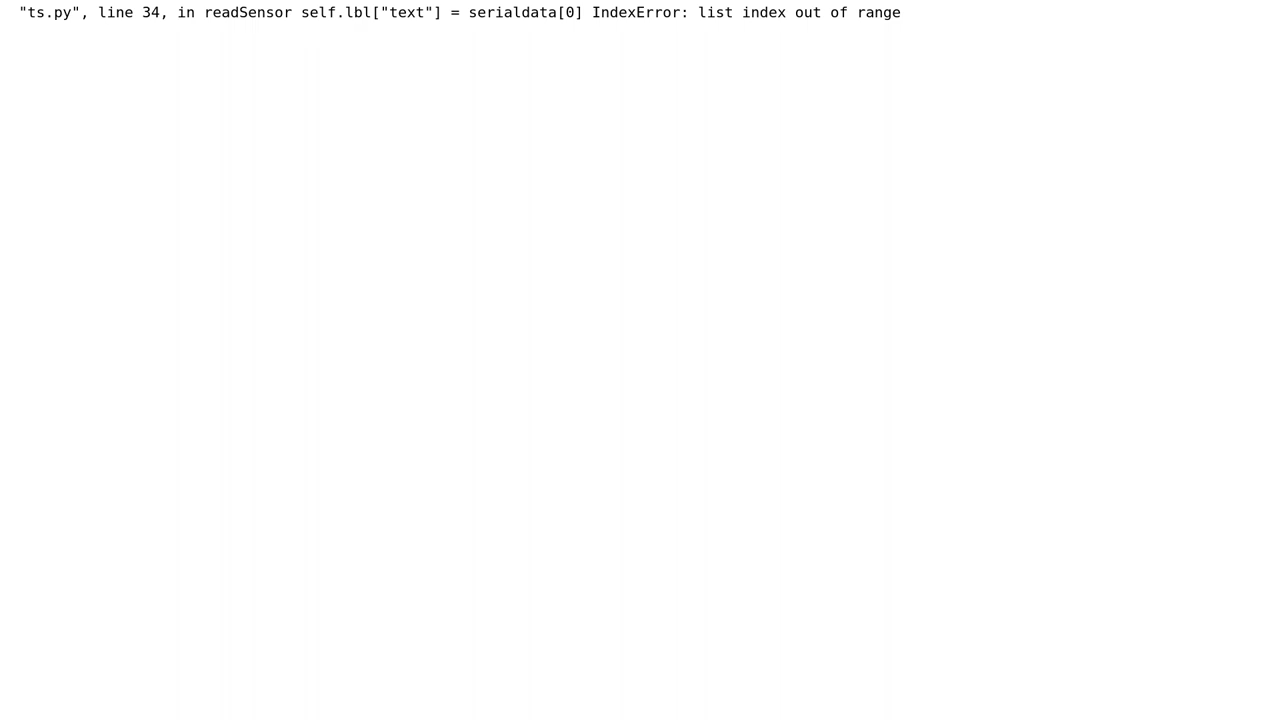 "ts.py", line 34, in readSensor self.lbl["text"] = serialdata[0] IndexError: list index out of range